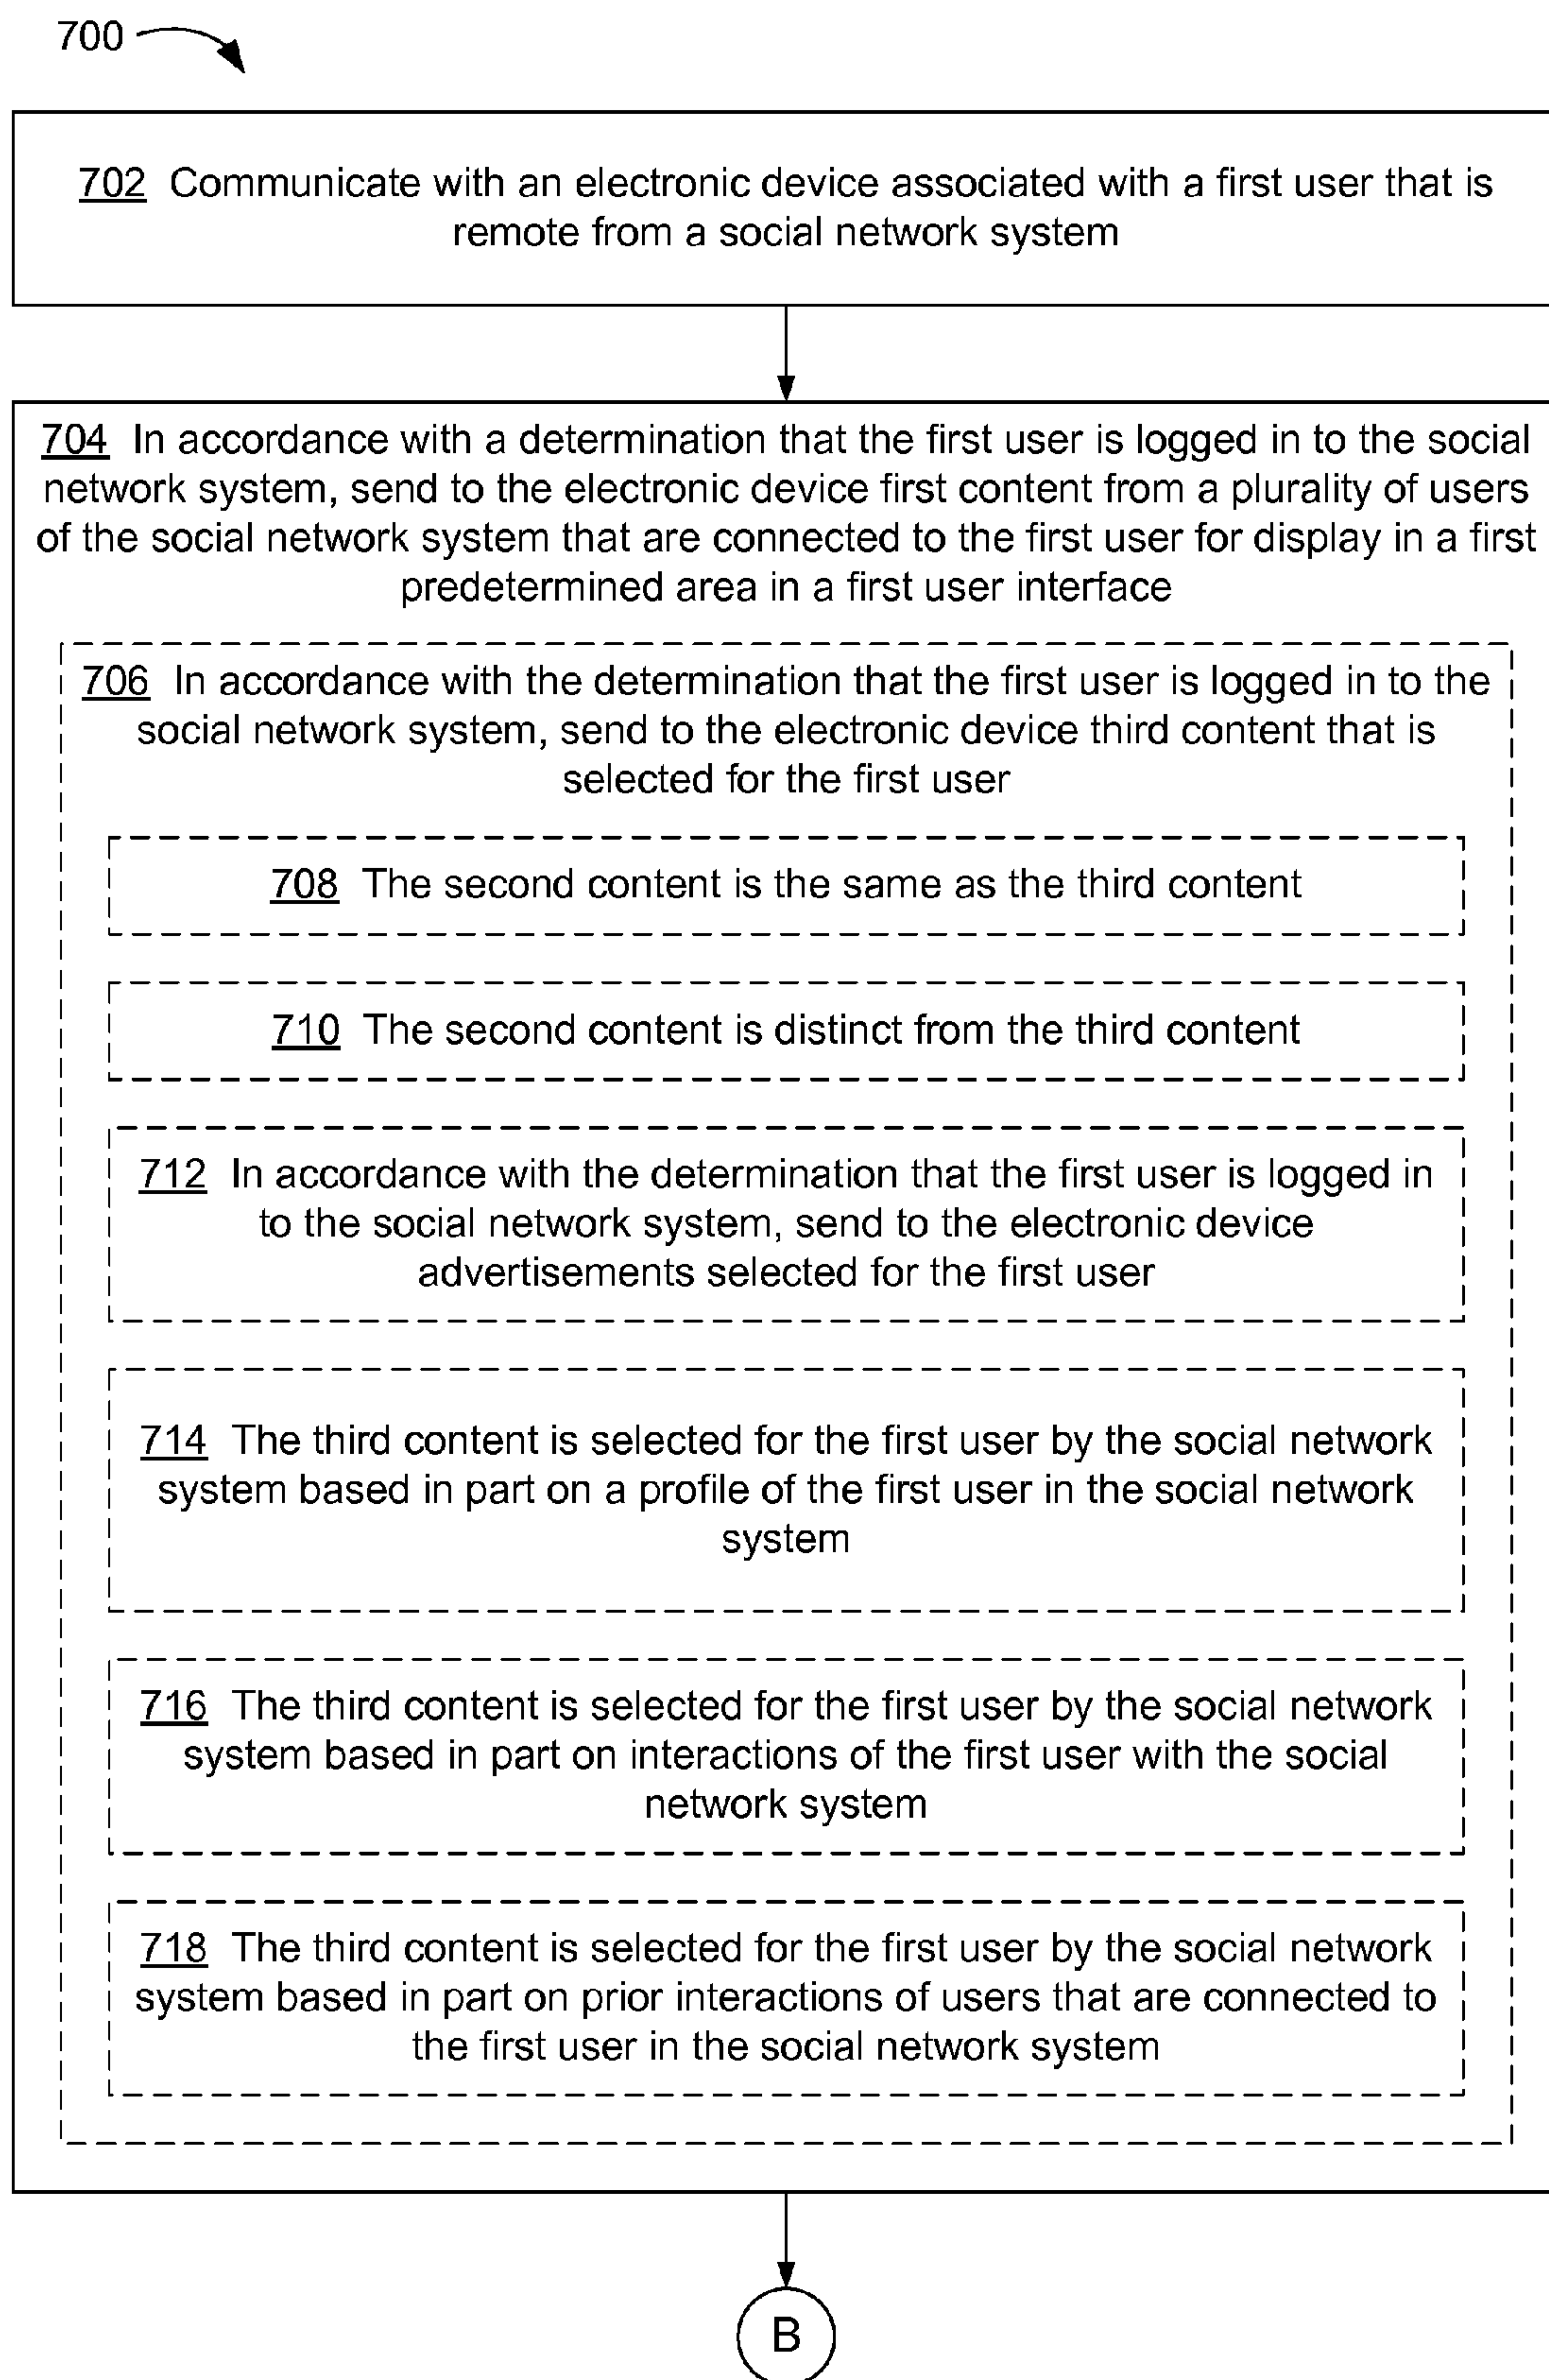 700
702 Communicate with an electronic device associated with a first user that is
remote from a social network system
704 In accordance with a determination that the first user is logged in to the social
network system, send to the electronic device first content from a plurality of users
of the social network system that are connected to the first user for display in a first
predetermined area in a first user interface
706 In accordance with the determination that the first user is logged in to the
social network system, send to the electronic device third content that is
selected for the first user
708 The second content is the same as the third content
710 The second content is distinct from the third content
712 In accordance with the determination that the first user is logged in
to the social network system, send to the electronic device
advertisements selected for the first user
714 The third content is selected for the first user by the social network
system based in part on a profile of the first user in the social network
system
716 The third content is selected for the first user by the social network
system based in part on interactions of the first user with the social
network system
718 The third content is selected for the first user by the social network
system based in part on prior interactions of users that are connected to
the first user in the social network system
B